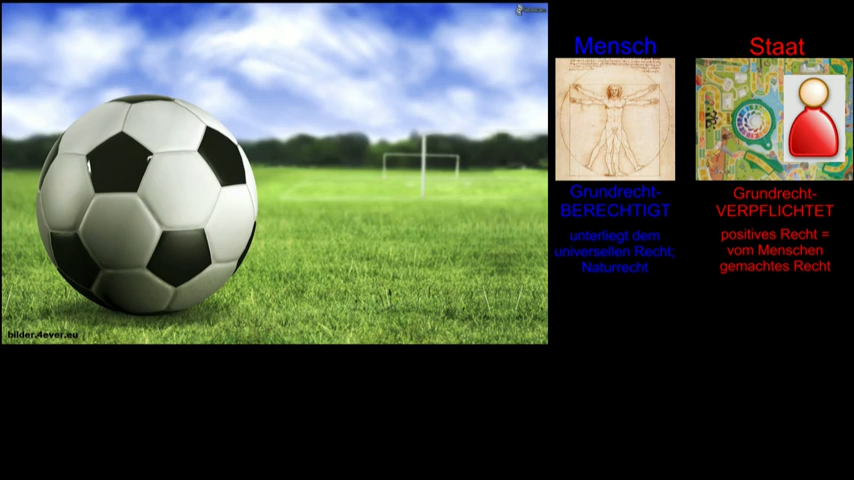 Mensch
Grundrecht-
BERECHTIGT
unterliegt dem
universellen Recht;
Naturrecht
Staat
Grundrecht-
VERPFLICHTET
positives Recht =
vom Menschen
gemachtes Recht
bilder.4ever.eu